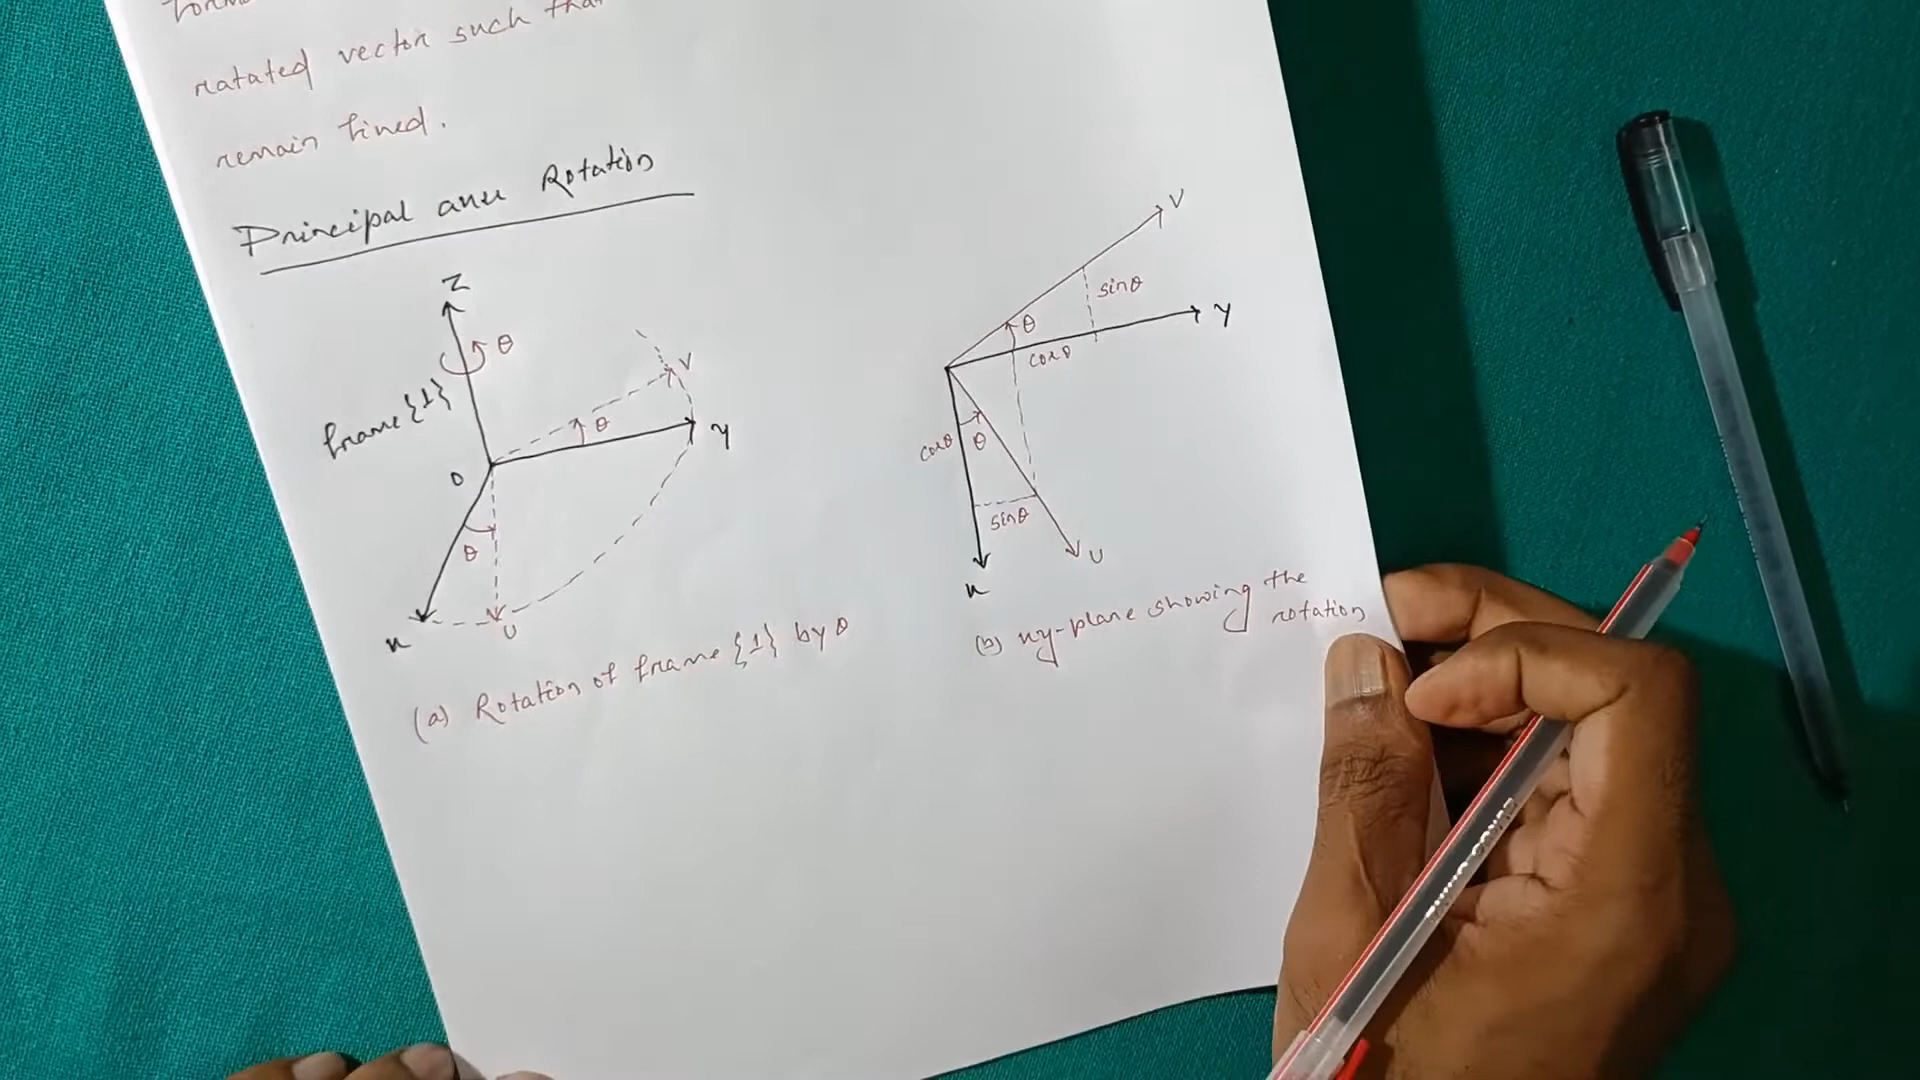 rotated vector such that
remain fixed.
Principal axes Rotation
Z
θ
frame {1}
V
θ
y
O
θ
x
U
(a) Rotation of frame {1} by θ
V
sinθ
y
θ
cosθ
cosθ
θ
sinθ
U
x
(b) xy-plane showing the
rotation